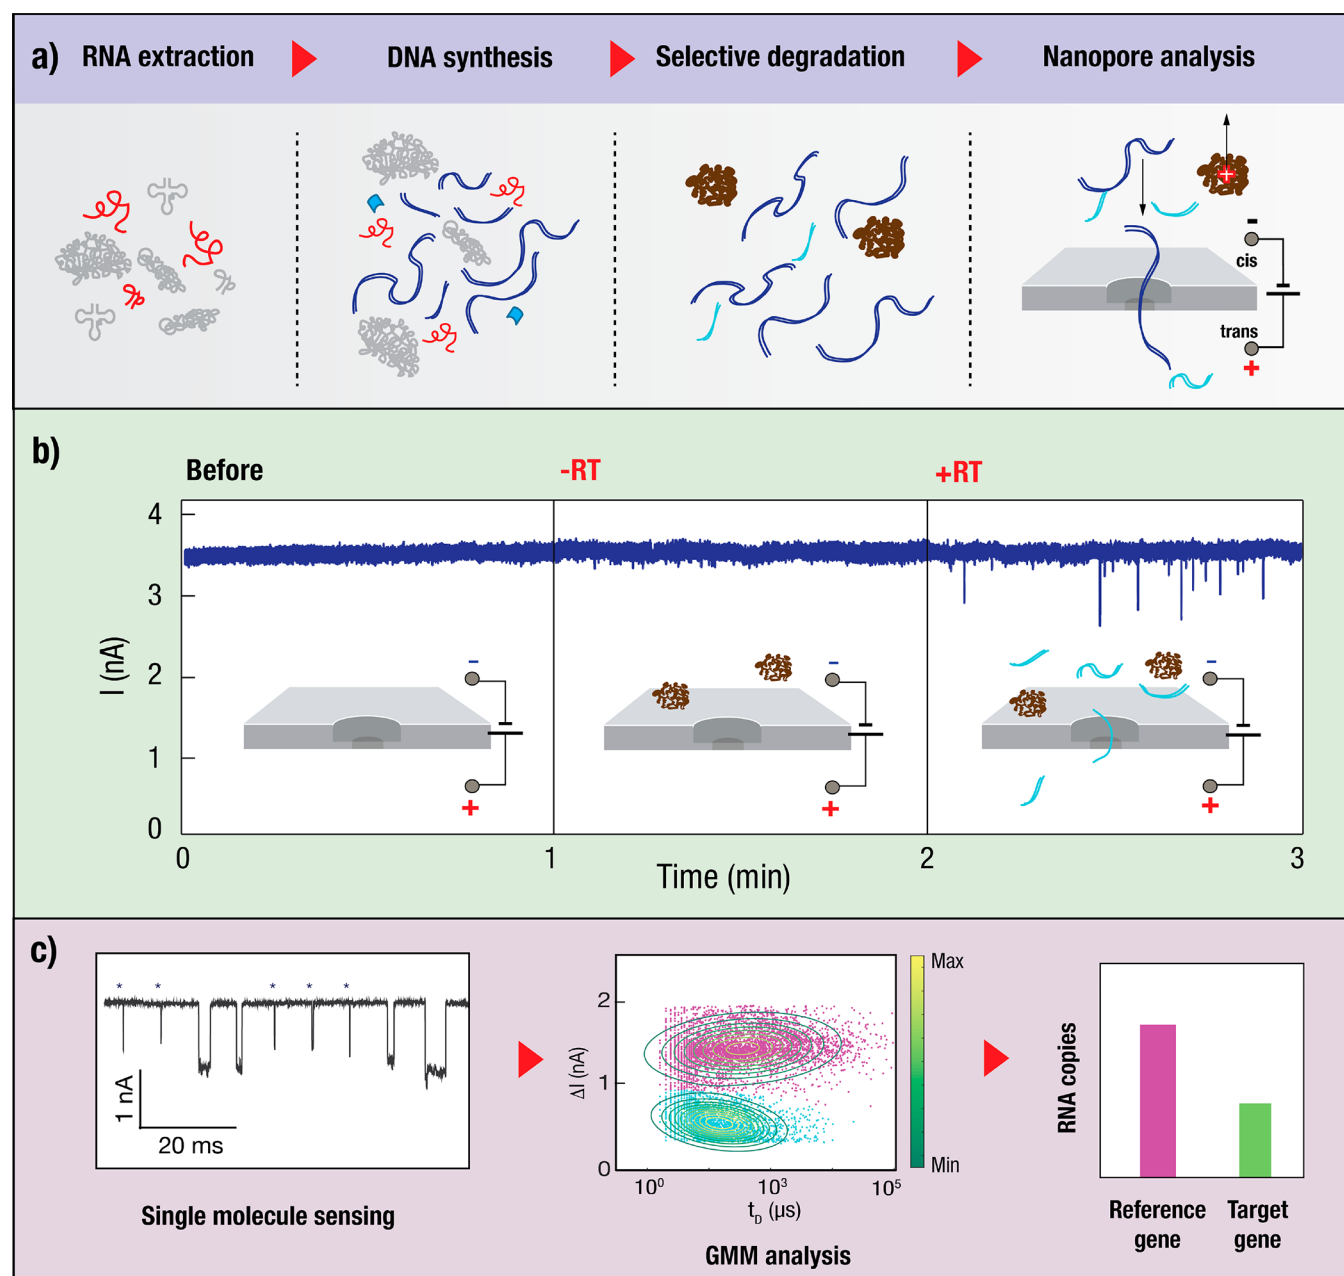 a) RNA extraction DNA synthesis Selective degradation Nanopore analysis
-
cis
trans
+
b)
Before -RT +RT
4
3
2
1
0
I (nA)
- - -
+ + +
0 1 2 3
Time (min)
c)
* * * * *
1 nA
20 ms
Single molecule sensing
2
1
0
ΔI (nA)
10⁰ 10³ 10⁵
t_D (µs)
GMM analysis
Max
Min
RNA copies
Reference gene
Target gene